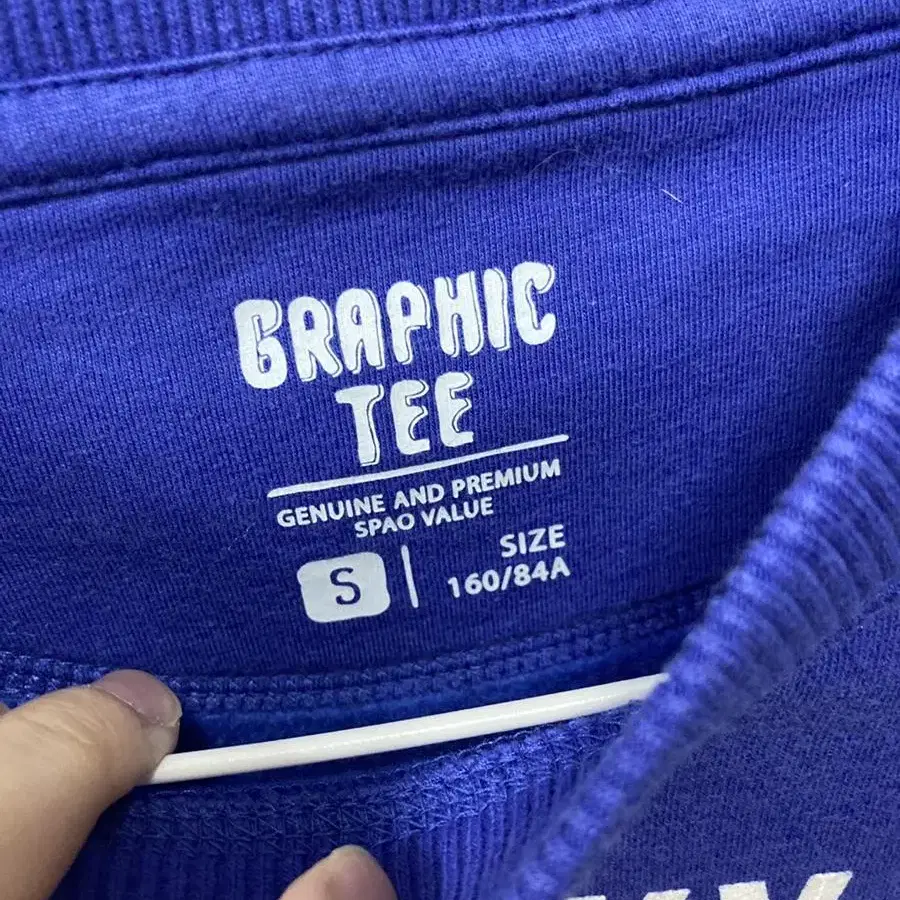 GRAPHIC
TEE
GENUINE AND PREMIUM
SPAO VALUE
S
SIZE
160/84A